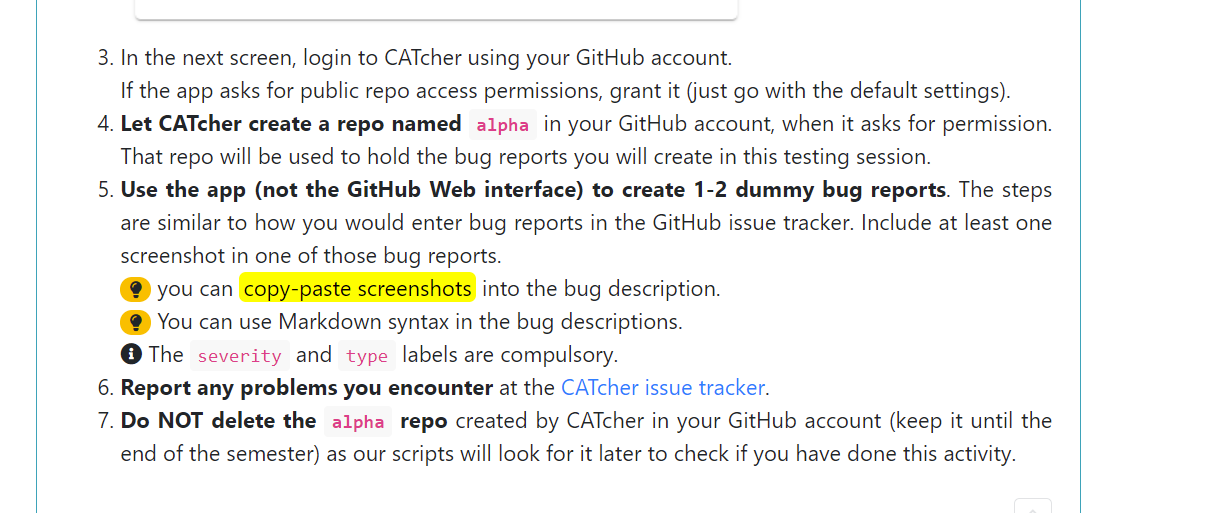 3. In the next screen, login to CATcher using your GitHub account.
If the app asks for public repo access permissions, grant it (just go with the default settings).
4. Let CATcher create a repo named alpha in your GitHub account, when it asks for permission.
That repo will be used to hold the bug reports you will create in this testing session.
5. Use the app (not the GitHub Web interface) to create 1-2 dummy bug reports. The steps
are similar to how you would enter bug reports in the GitHub issue tracker. Include at least one
screenshot in one of those bug reports.
you can copy-paste screenshots into the bug description.
You can use Markdown syntax in the bug descriptions.
The severity and type labels are compulsory.
6. Report any problems you encounter at the CATcher issue tracker.
7. Do NOT delete the alpha repo created by CATcher in your GitHub account (keep it until the
end of the semester) as our scripts will look for it later to check if you have done this activity.